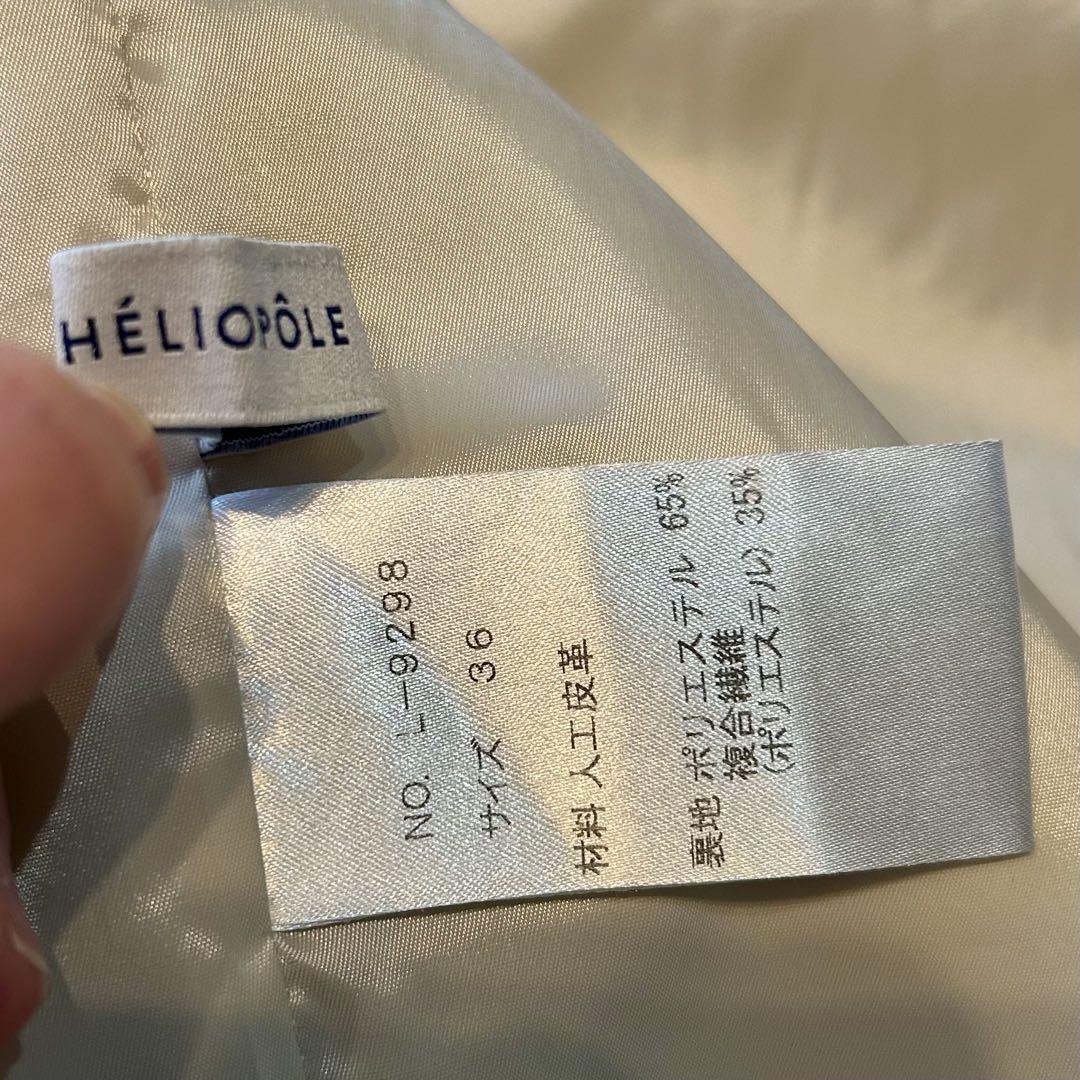 HÉLIOPÔLE
NO. L-9298
サイズ 36
材料 人工皮革
裏地 ポリエステル 65%
複合繊維
(ポリエステル) 35%